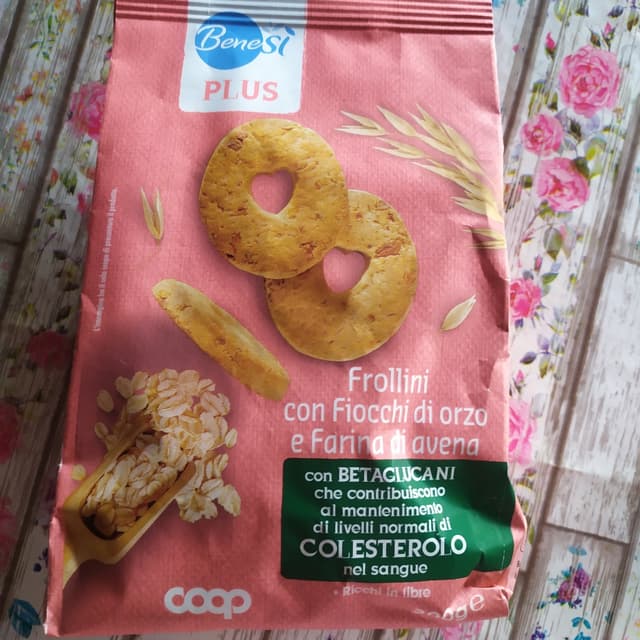 BeneSì
PLUS
Frollini
con Fiocchi di orzo
e Farina di avena
con BETAGLUCANI
che contribuiscono
al mantenimento
di livelli normali di
COLESTEROLO
nel sangue
• Ricchi in fibre
coop